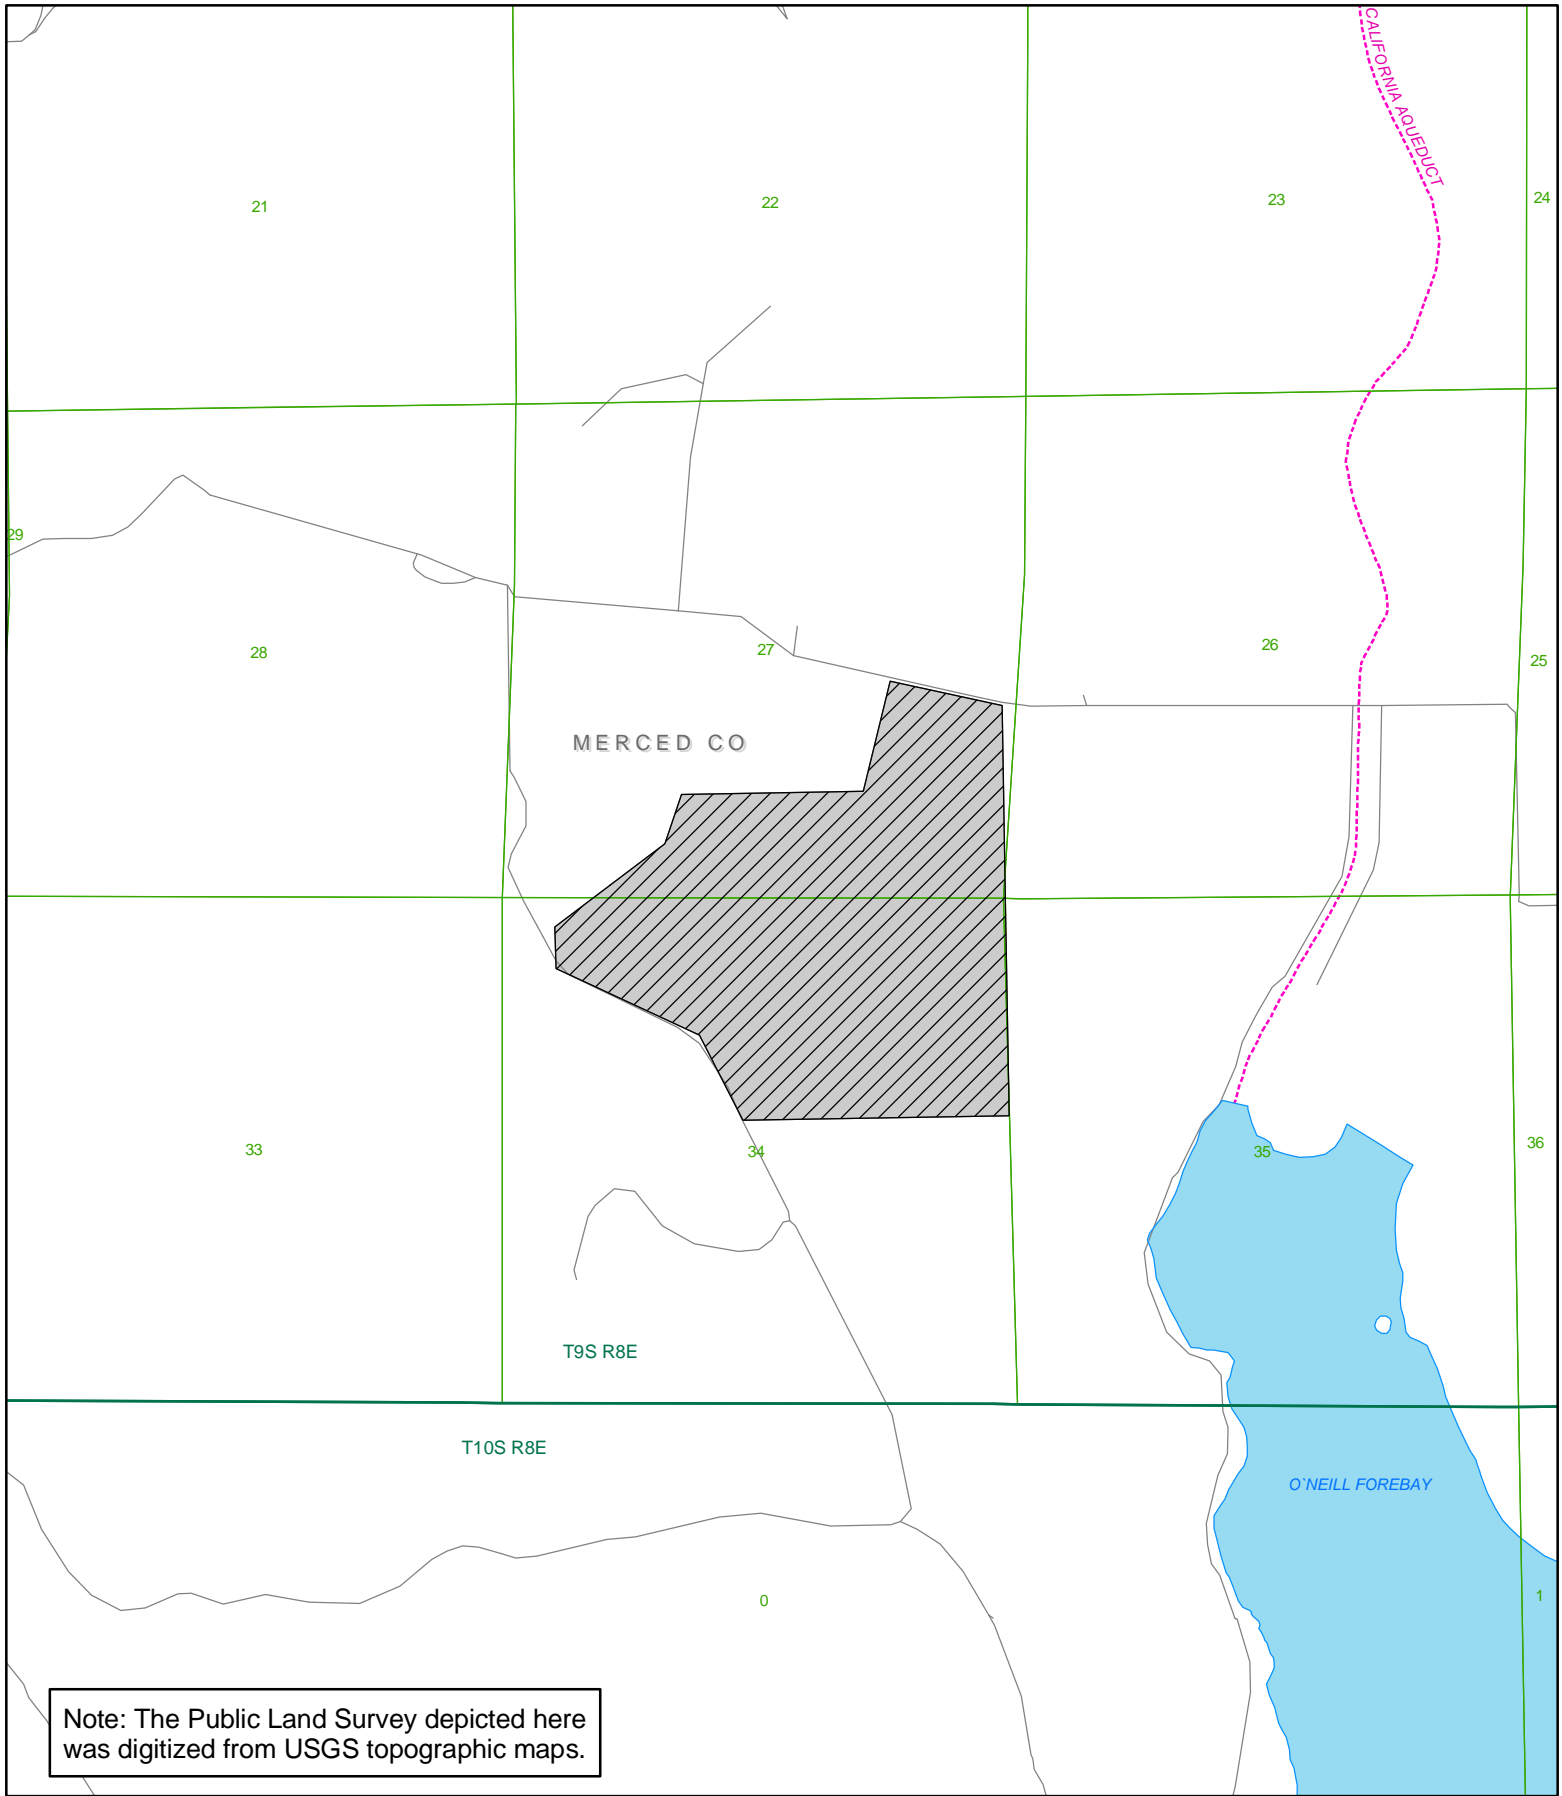 CALIFORNIA AQUEDUCT
21
22
23
24
29
28
27
26
25
MERCED CO
33
34
35
36
T9S R8E
T10S R8E
O`NEILL FOREBAY
0
1
Note: The Public Land Survey depicted here
was digitized from USGS topographic maps.